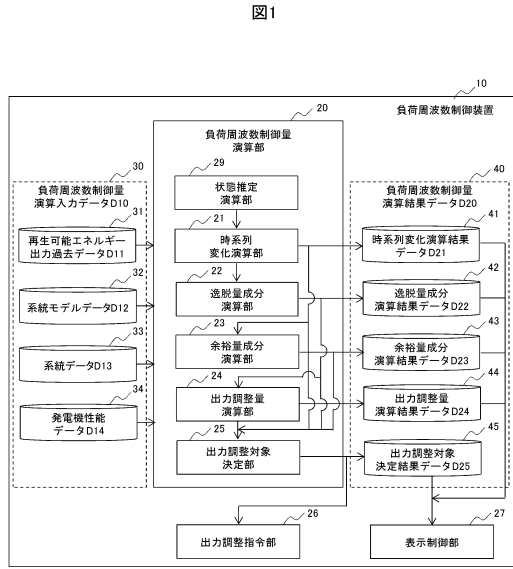 図1
10
負荷周波数制御装置
20
負荷周波数制御量
演算部
29
状態推定
演算部
21
時系列
変化演算部
22
逸脱量成分
演算部
23
余裕量成分
演算部
24
出力調整量
演算部
25
出力調整対象
決定部
30
負荷周波数制御量
演算入力データD10
31
再生可能エネルギー
出力過去データD11
32
系統モデルデータD12
33
系統データD13
34
発電機性能
データD14
40
負荷周波数制御量
演算結果データD20
41
時系列変化演算結果
データD21
42
逸脱量成分
演算結果データD22
43
余裕量成分
演算結果データD23
44
出力調整量
演算結果データD24
45
出力調整対象
決定結果データD25
26
出力調整指令部
27
表示制御部